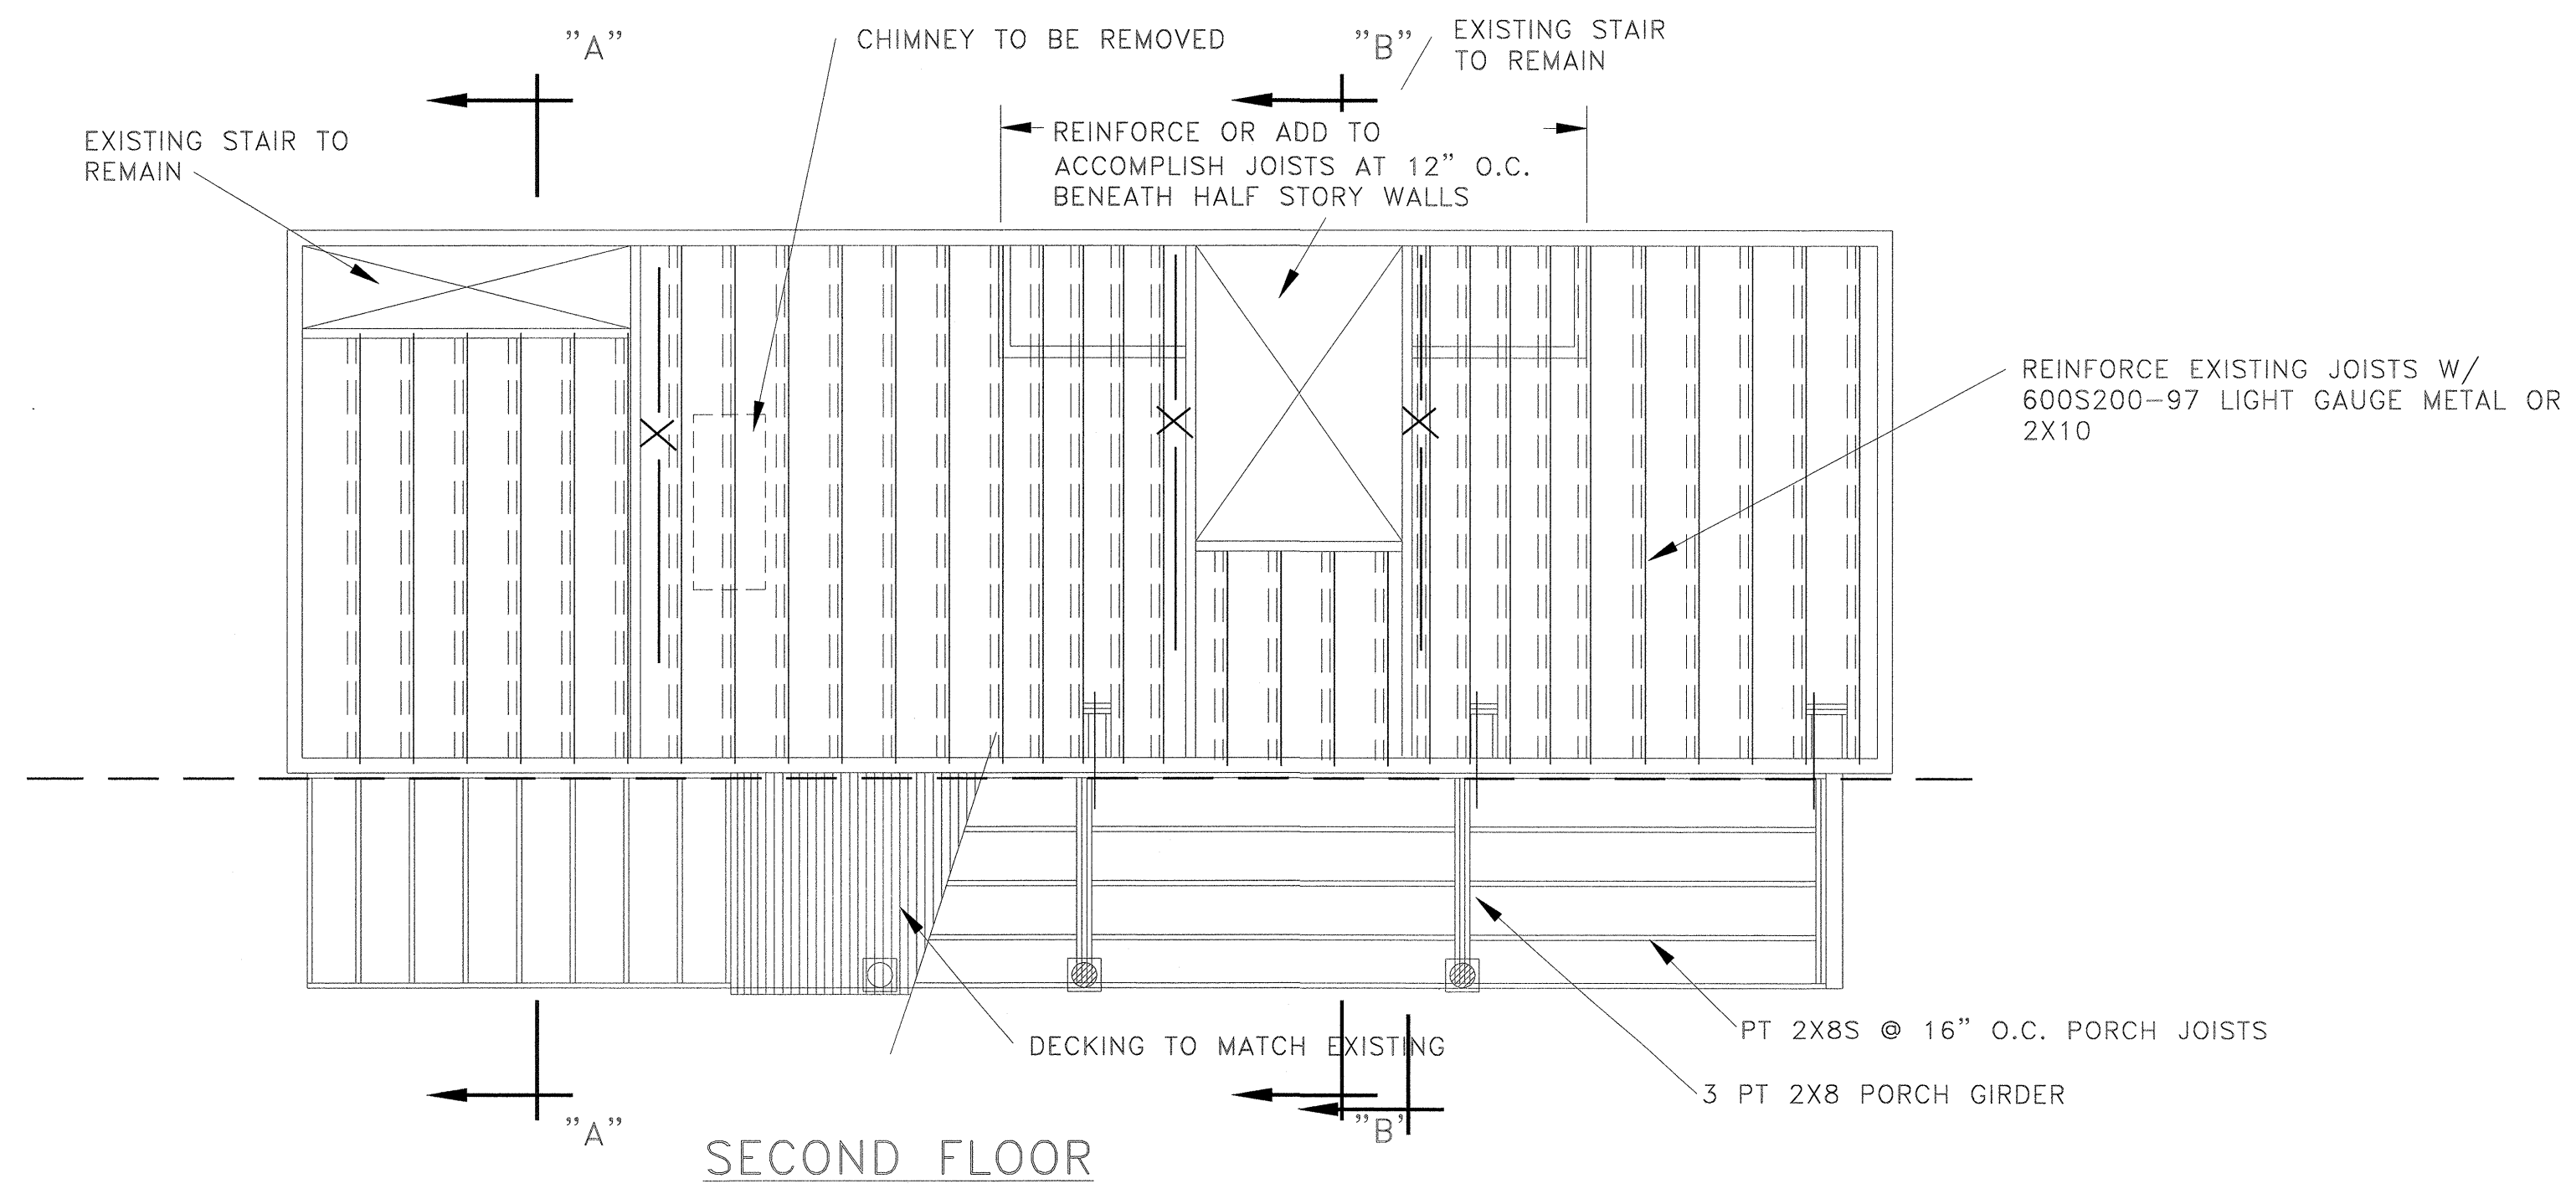 "A"
CHIMNEY TO BE REMOVED
"B"
EXISTING STAIR
TO REMAIN
EXISTING STAIR TO
REMAIN
REINFORCE OR ADD TO
ACCOMPLISH JOISTS AT 12" O.C.
BENEATH HALF STORY WALLS
REINFORCE EXISTING JOISTS W/
600S200-97 LIGHT GAUGE METAL OR
2X10
PT 2X8S @ 16" O.C. PORCH JOISTS
DECKING TO MATCH EXISTING
3 PT 2X8 PORCH GIRDER
"A"
"B"
SECOND FLOOR